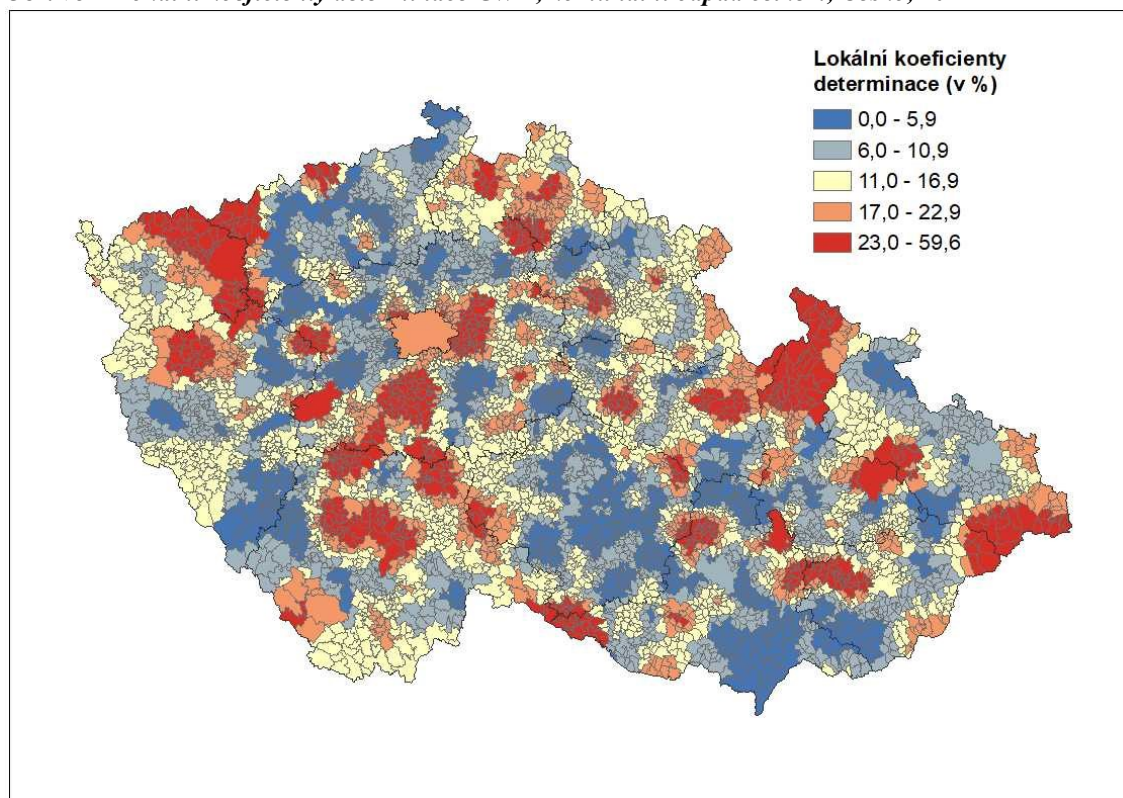 Lokální koeficienty
determinace (v %)
0,0 - 5,9
6,0 - 10,9
11,0 - 16,9
17,0 - 22,9
23,0 - 59,6